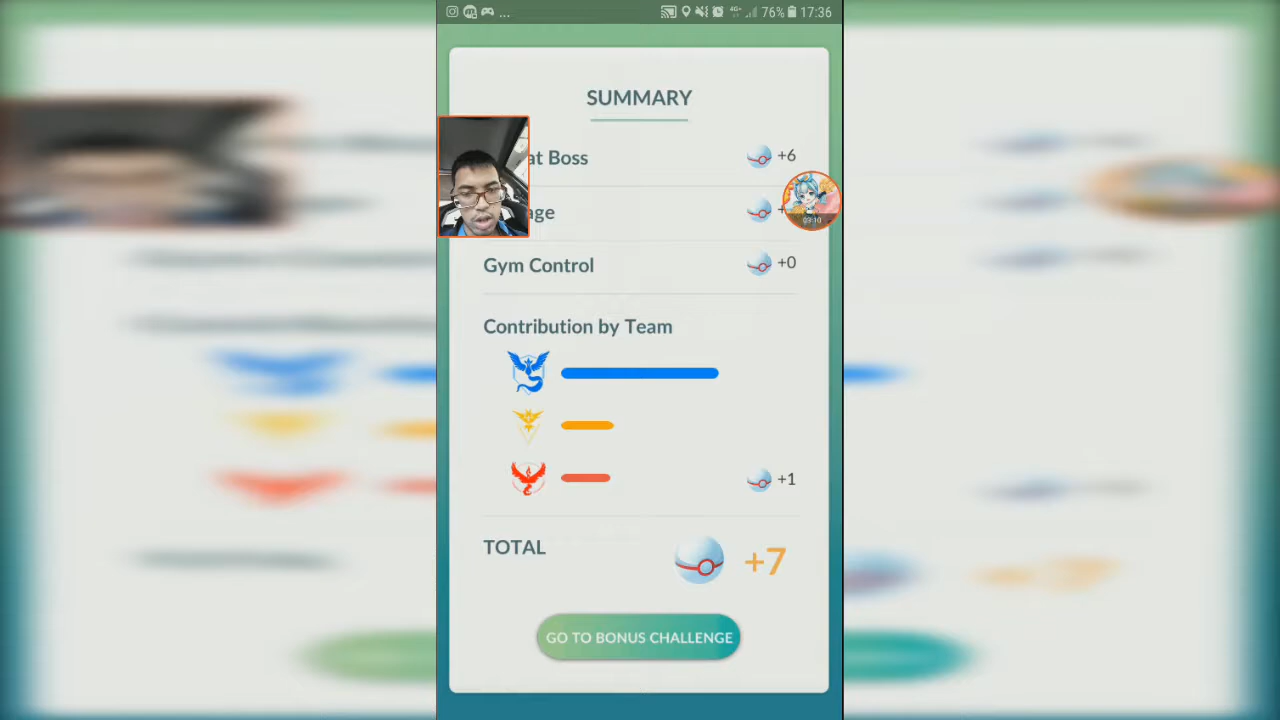 ... 76% 17:36
SUMMARY
at Boss +6
age
Gym Control +0
Contribution by Team
+1
TOTAL +7
GO TO BONUS CHALLENGE